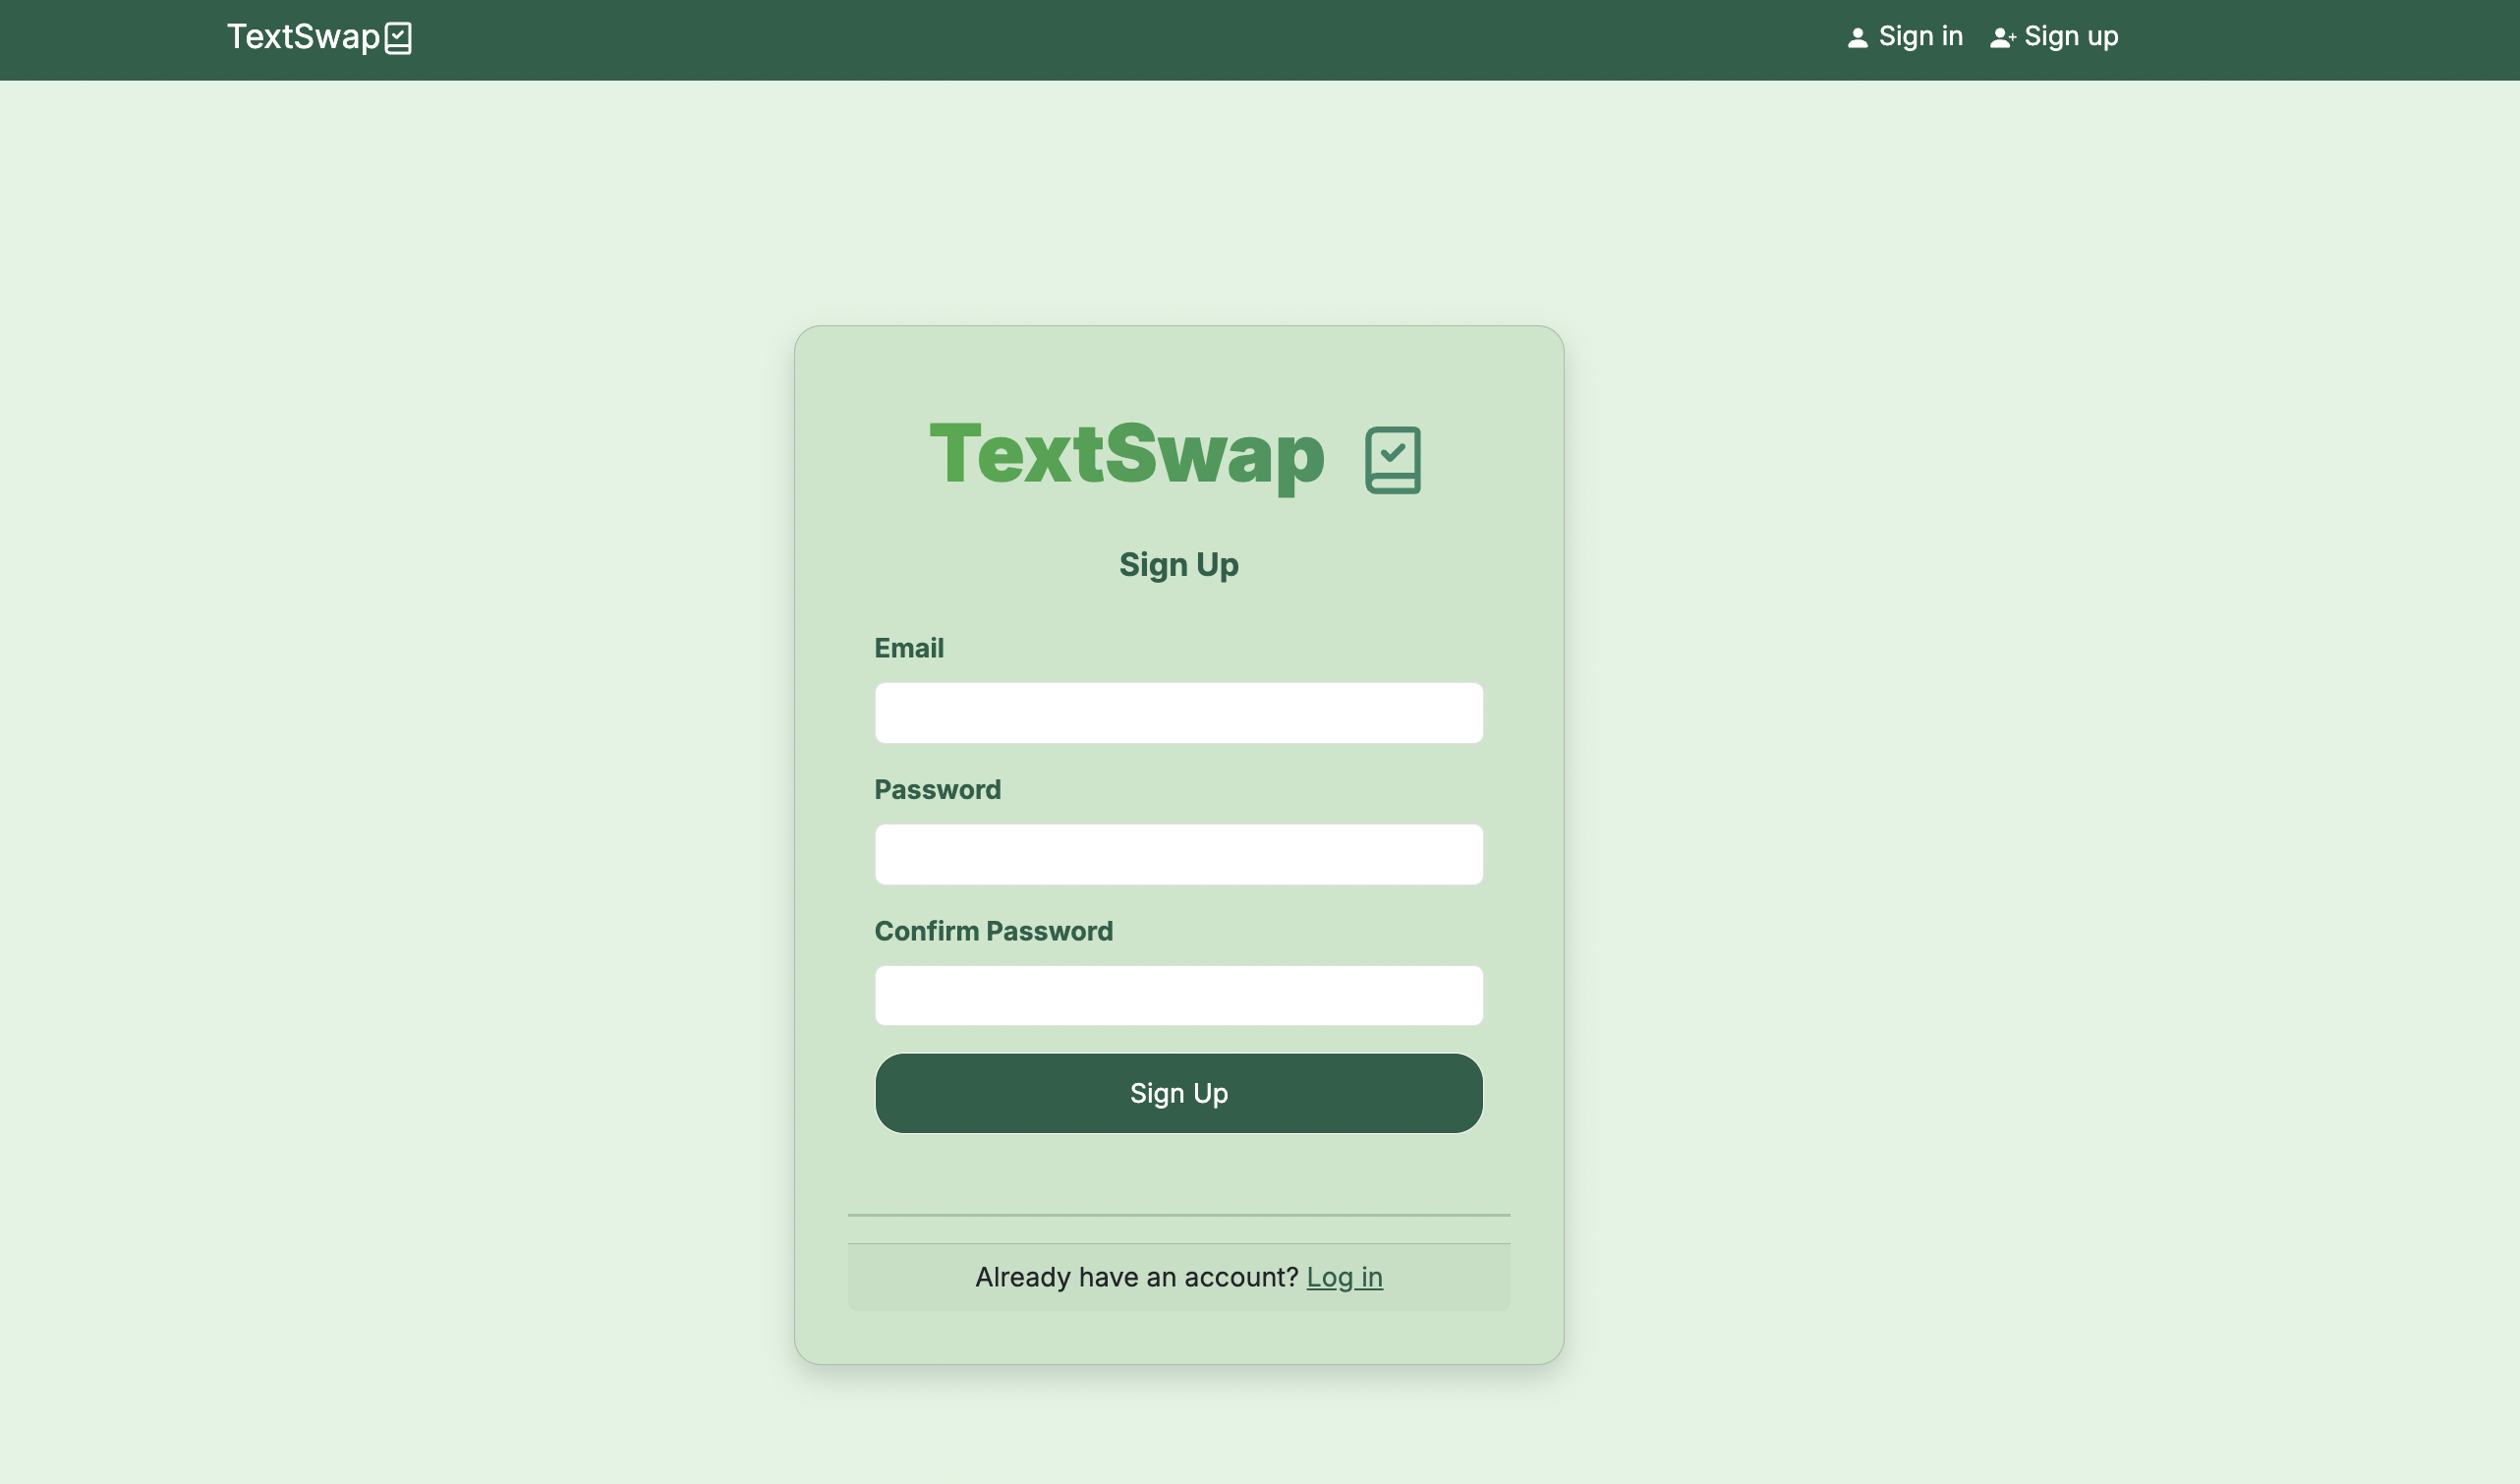 TextSwap
Sign in
Sign up
TextSwap
Sign Up
Email
Password
Confirm Password
Sign Up
Already have an account? Log in